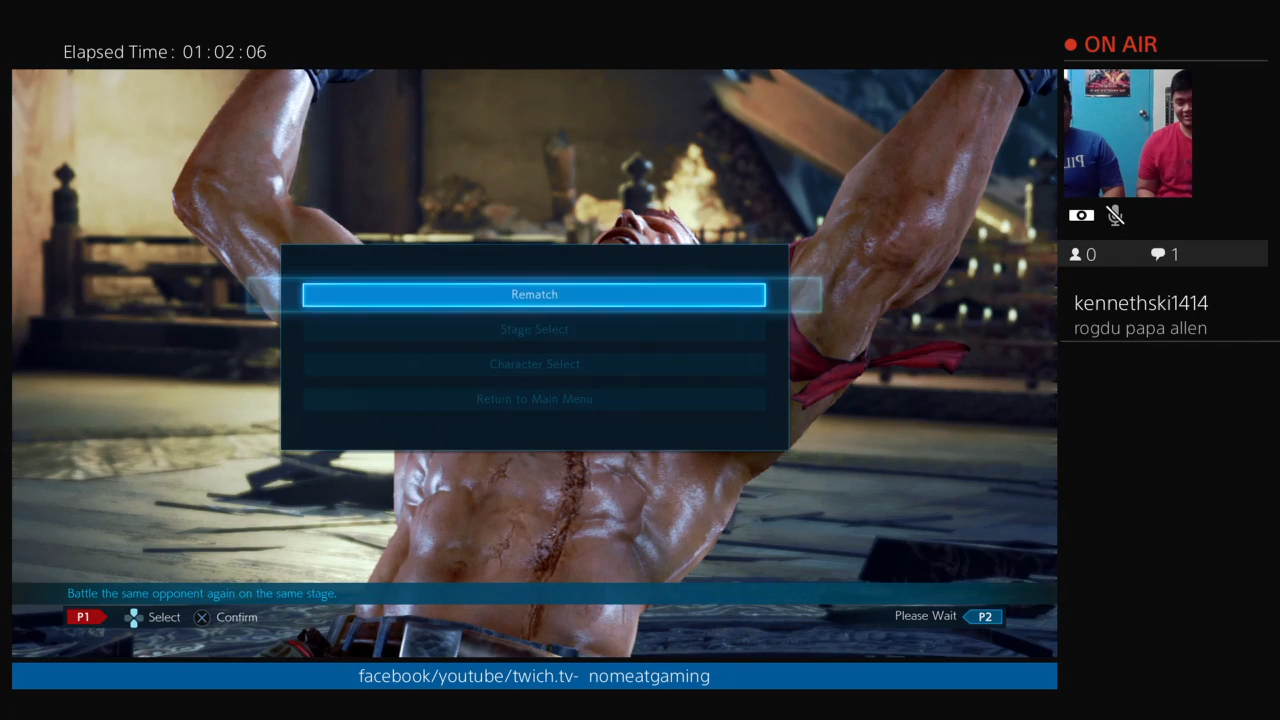 Elapsed Time: 01:02:06
ON AIR
0
1
kennethski1414
rogdu papa allen
Rematch
Stage Select
Character Select
Return to Main Menu
Battle the same opponent again on the same stage.
P1 Select Confirm
Please Wait P2
facebook/youtube/twich.tv- nomeatgaming